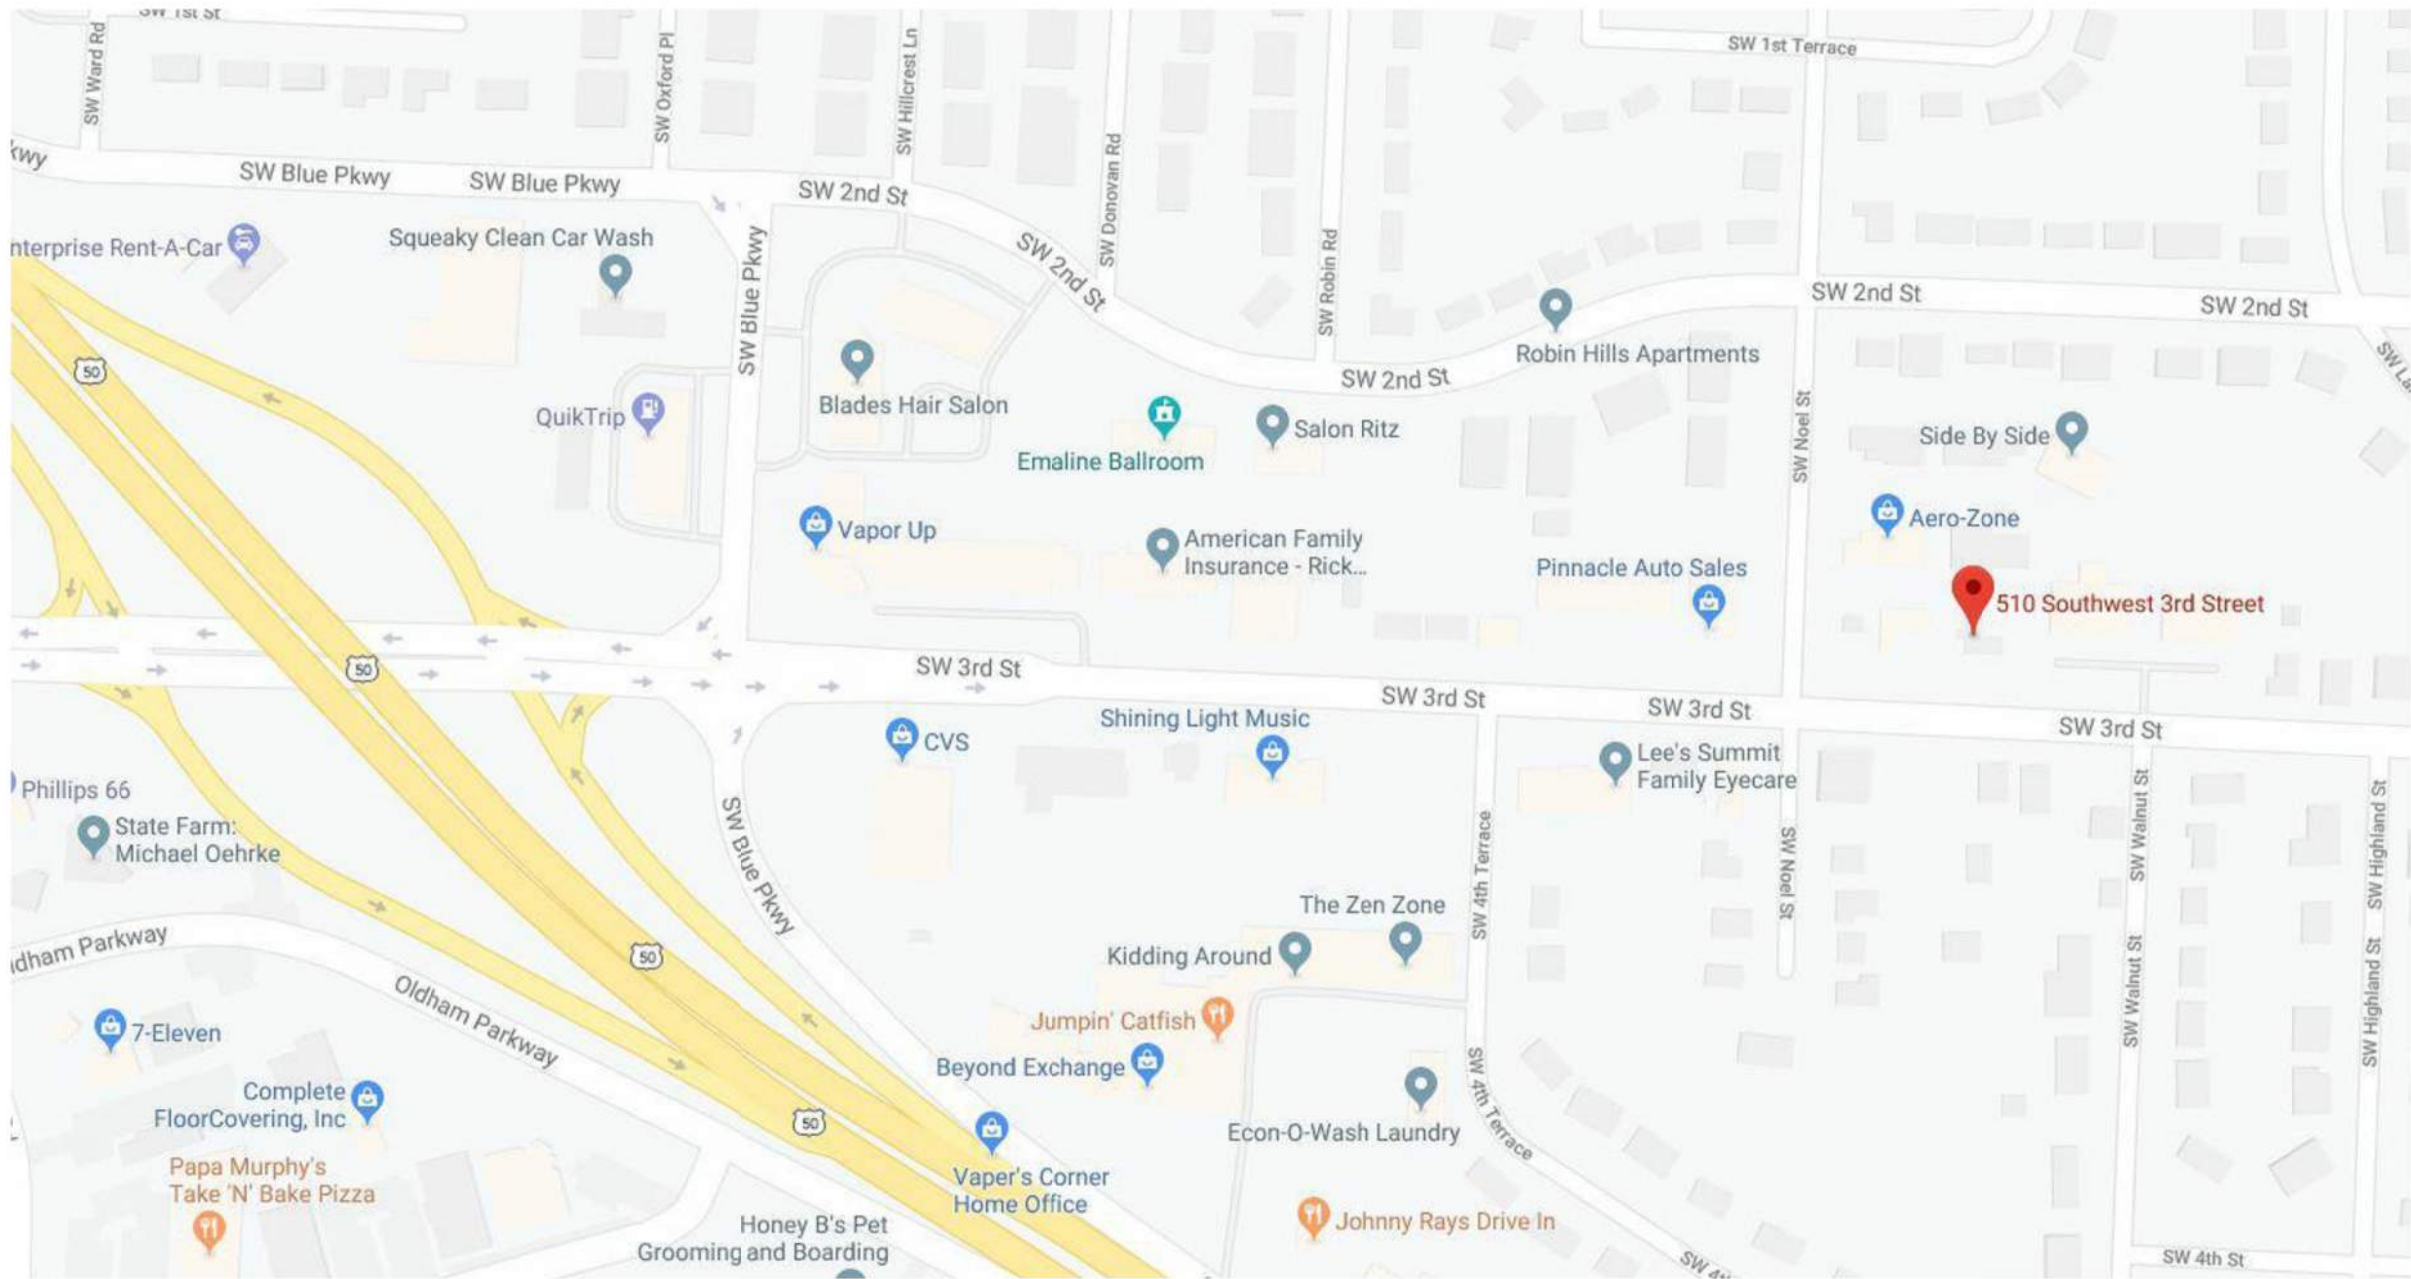 SW 1st St
SW Ward Rd
SW Oxford Pl
SW Hillcrest Ln
SW 1st Terrace
kwy
SW Blue Pkwy
SW Blue Pkwy
SW 2nd St
SW Donovan Rd
SW Robin Rd
nterprise Rent-A-Car
Squeaky Clean Car Wash
SW Blue Pkwy
SW 2nd St
SW 2nd St
SW 2nd St
Robin Hills Apartments
SW 2nd St
SW La
50
QuikTrip
Blades Hair Salon
Emaline Ballroom
Salon Ritz
SW Noel St
Side By Side
Vapor Up
American Family
Insurance - Rick...
Pinnacle Auto Sales
Aero-Zone
510 Southwest 3rd Street
50
SW 3rd St
SW 3rd St
SW 3rd St
SW 3rd St
CVS
Shining Light Music
Lee's Summit
Family Eyecare
Phillips 66
State Farm:
Michael Oehrke
SW Blue Pkwy
SW 4th Terrace
SW Noel St
SW Walnut St
SW Highland St
The Zen Zone
Kidding Around
ldham Parkway
50
Oldham Parkway
SW Walnut St
SW Highland St
7-Eleven
Jumpin' Catfish
Beyond Exchange
Complete
FloorCovering, Inc
50
Econ-O-Wash Laundry
SW 4th Terrace
Papa Murphy's
Take 'N' Bake Pizza
Vaper's Corner
Home Office
Honey B's Pet
Grooming and Boarding
Johnny Rays Drive In
SW 4th St